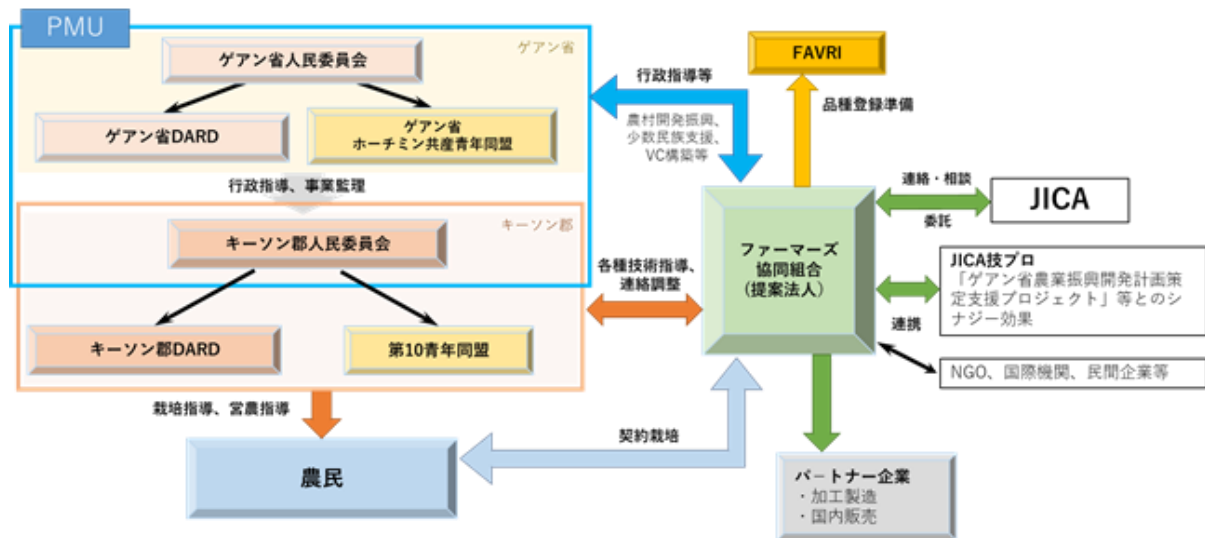 PMU
ゲアン省
ゲアン省人民委員会
ゲアン省DARD
ゲアン省
ホーチミン共産青年同盟
行政指導、事業監理
キーソン郡
キーソン郡人民委員会
キーソン郡DARD
第10青年同盟
栽培指導、営農指導
農民
行政指導等
農村開発振興、
少数民族支援、
VC構築等
各種技術指導、
連絡調整
契約栽培
FAVRI
品種登録準備
ファーマーズ
協同組合
(提案法人)
連絡・相談
委託
JICA
JICA技プロ
「ゲアン省農業振興開発計画策
定支援プロジェクト」等とのシ
ナジー効果
連携
NGO、国際機関、民間企業等
パートナー企業
・加工製造
・国内販売